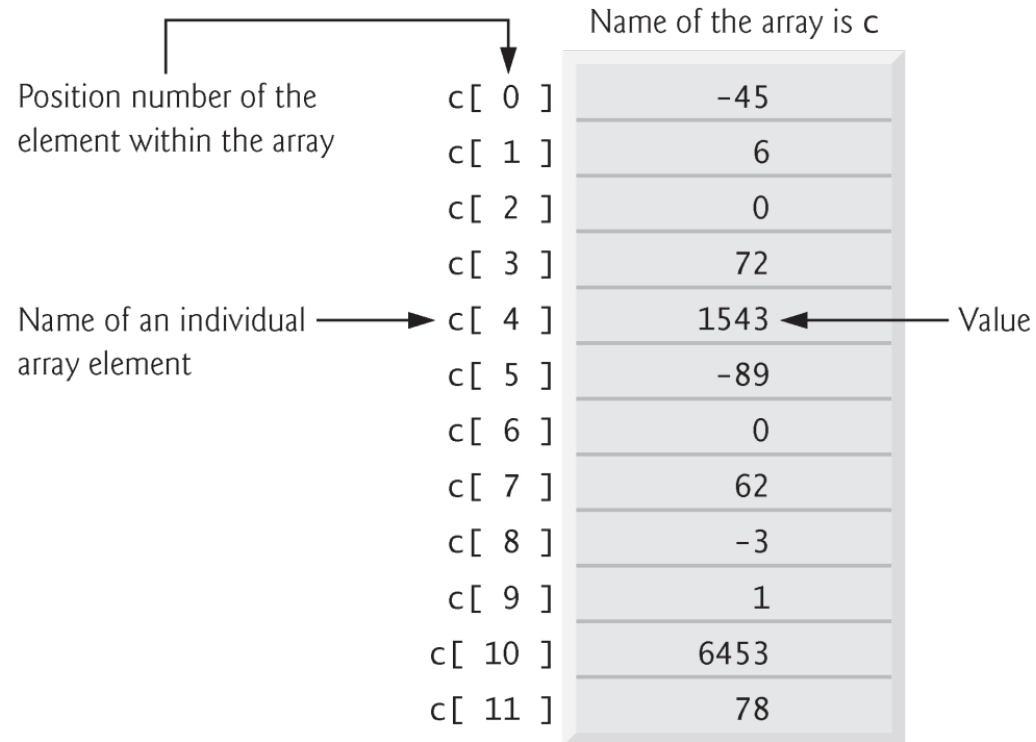 Name of the array is c
Position number of the
element within the array
c[ 0 ] -45
c[ 1 ] 6
c[ 2 ] 0
c[ 3 ] 72
Name of an individual
array element
c[ 4 ] 1543
Value
c[ 5 ] -89
c[ 6 ] 0
c[ 7 ] 62
c[ 8 ] -3
c[ 9 ] 1
c[ 10 ] 6453
c[ 11 ] 78